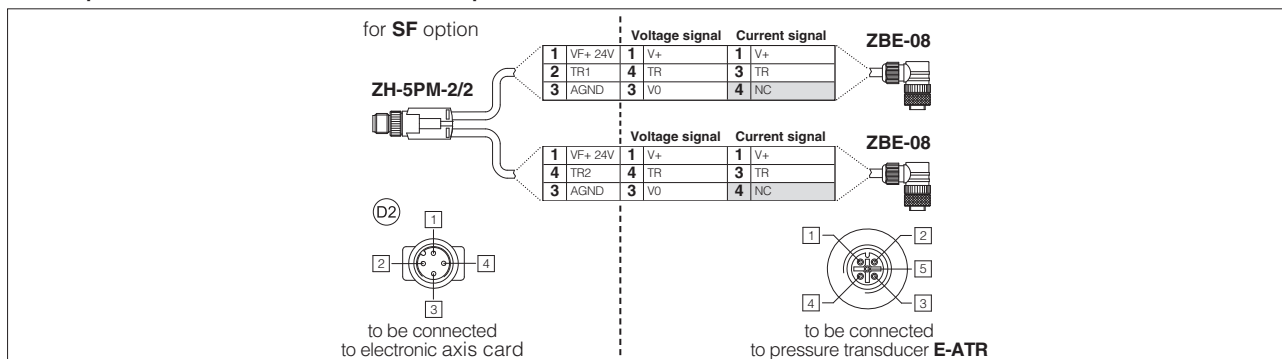 for SF option
Voltage signal Current signal
ZBE-08
1 VF+ 24V 1 V+ 1 V+
2 TR1 4 TR 3 TR
3 AGND 3 V0 4 NC
ZH-5PM-2/2
Voltage signal Current signal
ZBE-08
1 VF+ 24V 1 V+ 1 V+
4 TR2 4 TR 3 TR
3 AGND 3 V0 4 NC
D2
1
2 4
3
1 2
5
4 3
to be connected
to electronic axis card
to be connected
to pressure transducer E-ATR